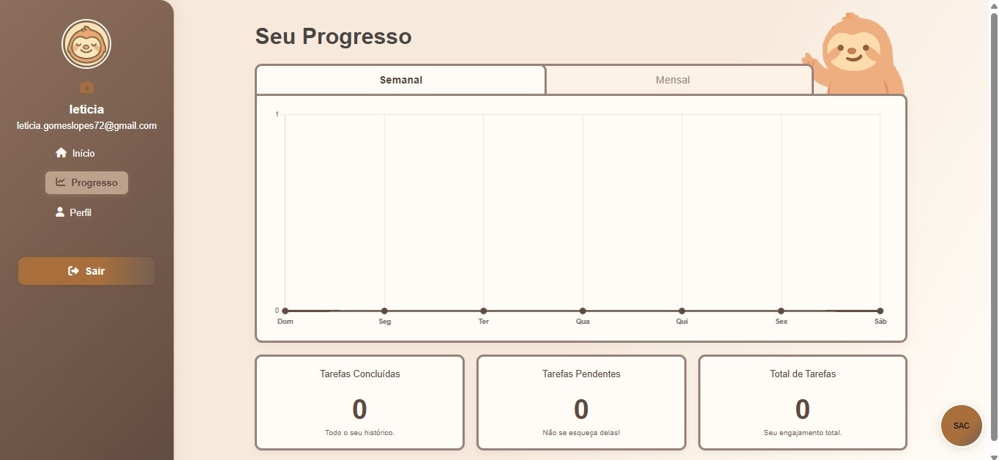 leticia
leticia.gomeslopes72@gmail.com
Início
Progresso
Perfil
Sair
Seu Progresso
Semanal
Mensal
1
0
Dom Seg Ter Qua Qui Sex Sáb
Tarefas Concluídas
0
Todo o seu histórico.
Tarefas Pendentes
0
Não se esqueça delas!
Total de Tarefas
0
Seu engajamento total.
SAC